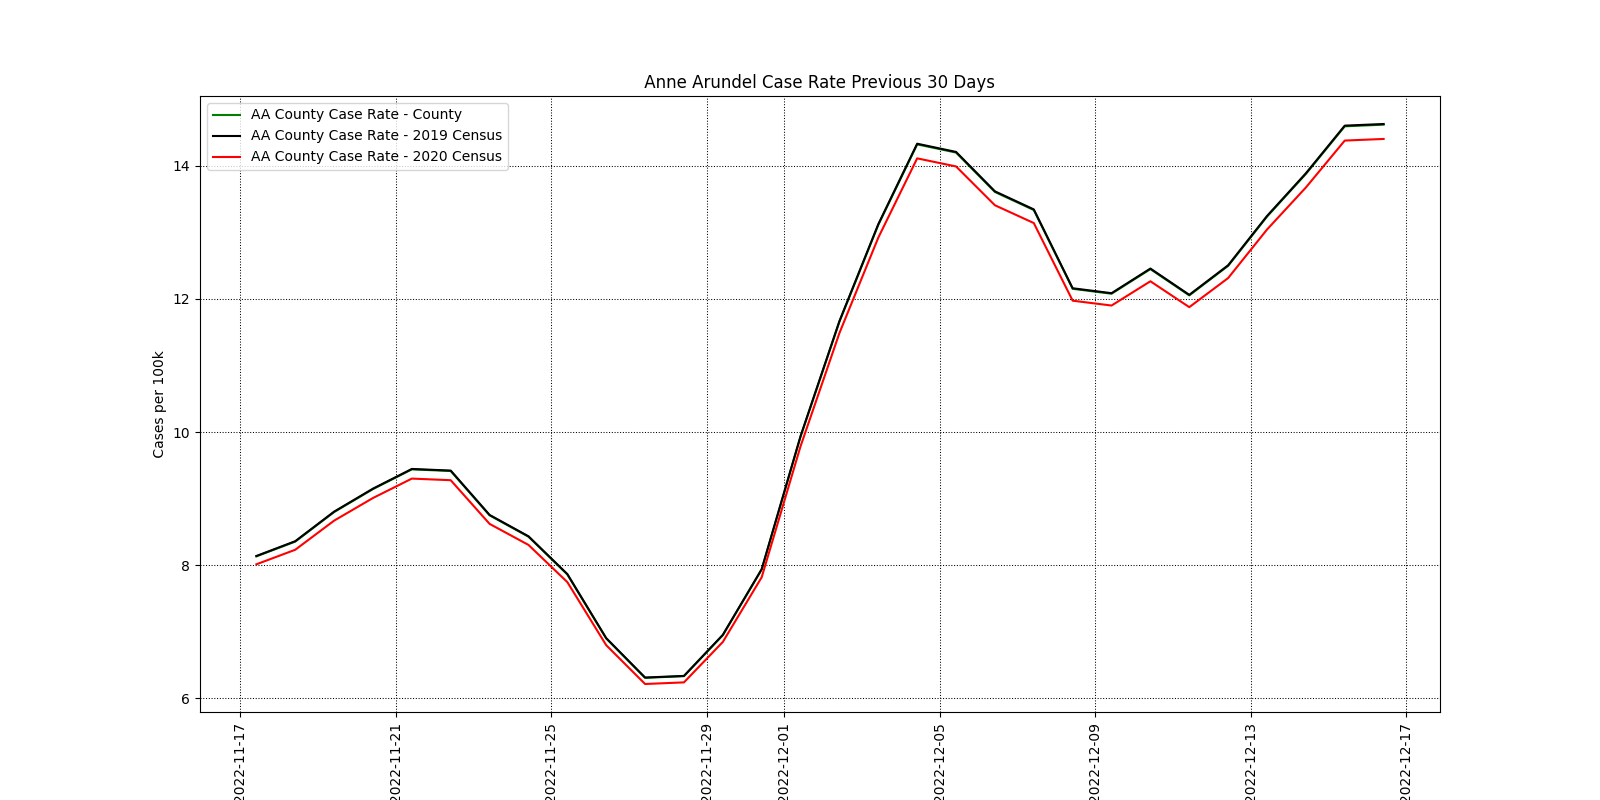 Anne Arundel Case Rate Previous 30 Days
AA County Case Rate - County
AA County Case Rate - 2019 Census
AA County Case Rate - 2020 Census
14
12
10
8
6
Cases per 100k
2022-11-17
2022-11-21
2022-11-25
2022-11-29
2022-12-01
2022-12-05
2022-12-09
2022-12-13
2022-12-17